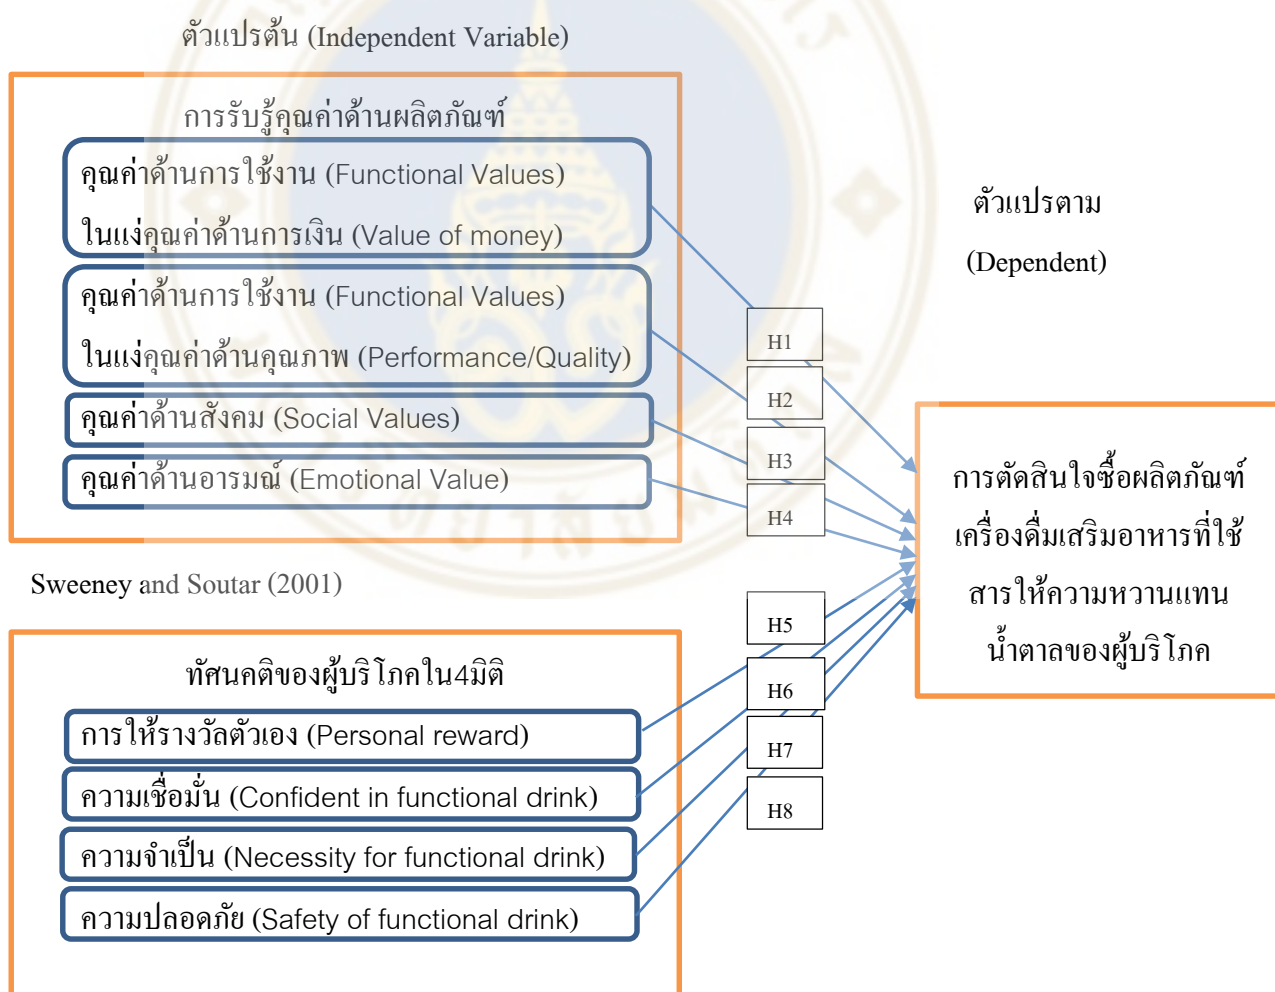 ตัวแปรต้น (Independent Variable)
การรับรู้คุณค่าด้านผลิตภัณฑ์
คุณค่าด้านการใช้งาน (Functional Values)
ในแง่คุณค่าด้านการเงิน (Value of money)
คุณค่าด้านการใช้งาน (Functional Values)
ในแง่คุณค่าด้านคุณภาพ (Performance/Quality)
คุณค่าด้านสังคม (Social Values)
คุณค่าด้านอารมณ์ (Emotional Value)
Sweeney and Soutar (2001)
ทัศนคติของผู้บริโภคใน4มิติ
การให้รางวัลตัวเอง (Personal reward)
ความเชื่อมั่น (Confident in functional drink)
ความจำเป็น (Necessity for functional drink)
ความปลอดภัย (Safety of functional drink)
H1
H2
H3
H4
H5
H6
H7
H8
ตัวแปรตาม
(Dependent)
การตัดสินใจซื้อผลิตภัณฑ์
เครื่องดื่มเสริมอาหารที่ใช้
สารให้ความหวานแทน
น้ำตาลของผู้บริโภค